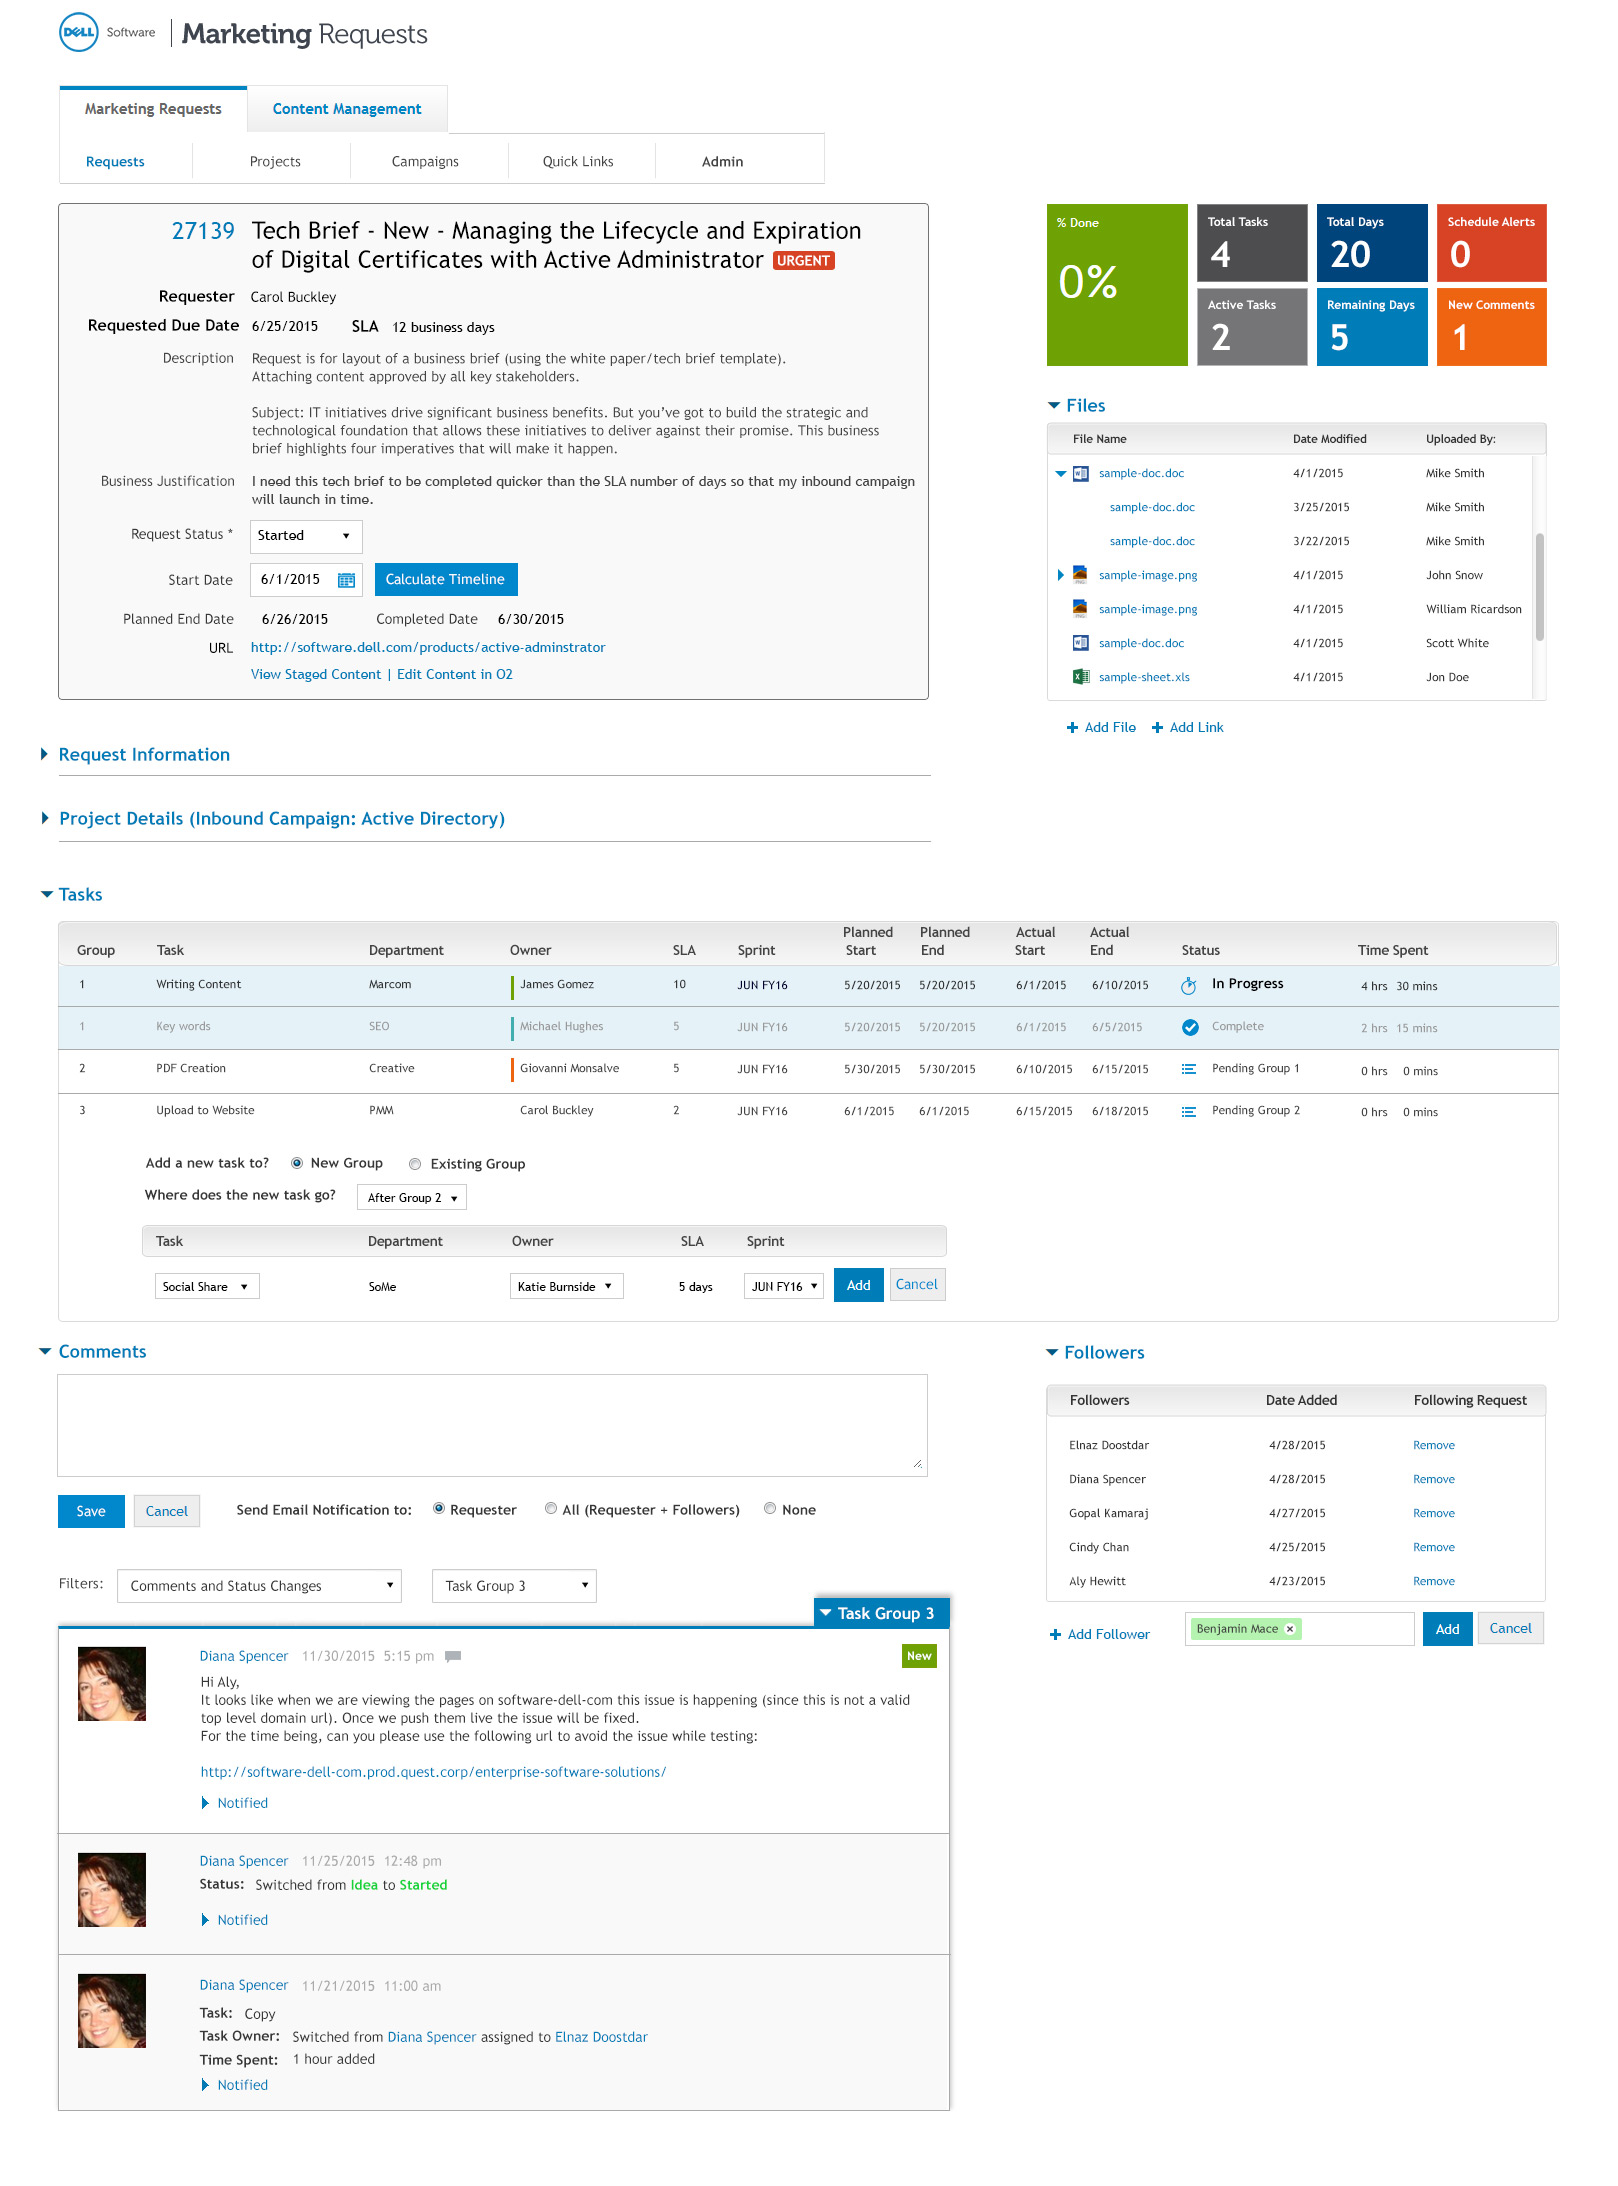 DELL Software | Marketing Requests
Marketing Requests Content Management
Requests Projects Campaigns Quick Links Admin
27139 Tech Brief - New - Managing the Lifecycle and Expiration
of Digital Certificates with Active Administrator URGENT
Requester Carol Buckley
Requested Due Date 6/25/2015 SLA 12 business days
Description Request is for layout of a business brief (using the white paper/tech brief template).
Attaching content approved by all key stakeholders.
Subject: IT initiatives drive significant business benefits. But you've got to build the strategic and
technological foundation that allows these initiatives to deliver against their promise. This business
brief highlights four imperatives that will make it happen.
Business Justification I need this tech brief to be completed quicker than the SLA number of days so that my inbound campaign
will launch in time.
Request Status * Started
Start Date 6/1/2015 Calculate Timeline
Planned End Date 6/26/2015 Completed Date 6/30/2015
URL http://software.dell.com/products/active-adminstrator
View Staged Content | Edit Content in O2
% Done
0%
Total Tasks
4
Total Days
20
Schedule Alerts
0
Active Tasks
2
Remaining Days
5
New Comments
1
Files
File Name Date Modified Uploaded By:
sample-doc.doc 4/1/2015 Mike Smith
sample-doc.doc 3/25/2015 Mike Smith
sample-doc.doc 3/22/2015 Mike Smith
sample-image.png 4/1/2015 John Snow
sample-image.png 4/1/2015 William Ricardson
sample-doc.doc 4/1/2015 Scott White
sample-sheet.xls 4/1/2015 Jon Doe
Add File Add Link
Request Information
Project Details (Inbound Campaign: Active Directory)
Tasks
Group Task Department Owner SLA Sprint Planned Start Planned End Actual Start Actual End Status Time Spent
1 Writing Content Marcom James Gomez 10 JUN FY16 5/20/2015 5/20/2015 6/1/2015 6/10/2015 In Progress 4 hrs 30 mins
1 Key words SEO Michael Hughes 5 JUN FY16 5/20/2015 5/20/2015 6/1/2015 6/5/2015 Complete 2 hrs 15 mins
2 PDF Creation Creative Giovanni Monsalve 5 JUN FY16 5/30/2015 5/30/2015 6/10/2015 6/15/2015 Pending Group 1 0 hrs 0 mins
3 Upload to Website PMM Carol Buckley 2 JUN FY16 6/1/2015 6/1/2015 6/15/2015 6/18/2015 Pending Group 2 0 hrs 0 mins
Add a new task to? New Group Existing Group
Where does the new task go? After Group 2
Task Department Owner SLA Sprint
Social Share SoMe Katie Burnside 5 days JUN FY16 Add Cancel
Comments
Save Cancel Send Email Notification to: Requester All (Requester + Followers) None
Filters: Comments and Status Changes Task Group 3
Task Group 3
Diana Spencer 11/30/2015 5:15 pm New
Hi Aly,
It looks like when we are viewing the pages on software-dell-com this issue is happening (since this is not a valid
top level domain url). Once we push them live the issue will be fixed.
For the time being, can you please use the following url to avoid the issue while testing:
http://software-dell-com.prod.quest.corp/enterprise-software-solutions/
Notified
Diana Spencer 11/25/2015 12:48 pm
Status: Switched from Idea to Started
Notified
Diana Spencer 11/21/2015 11:00 am
Task: Copy
Task Owner: Switched from Diana Spencer assigned to Elnaz Doostdar
Time Spent: 1 hour added
Notified
Followers
Followers Date Added Following Request
Elnaz Doostdar 4/28/2015 Remove
Diana Spencer 4/28/2015 Remove
Gopal Kamaraj 4/27/2015 Remove
Cindy Chan 4/25/2015 Remove
Aly Hewitt 4/23/2015 Remove
Add Follower Benjamin Mace Add Cancel